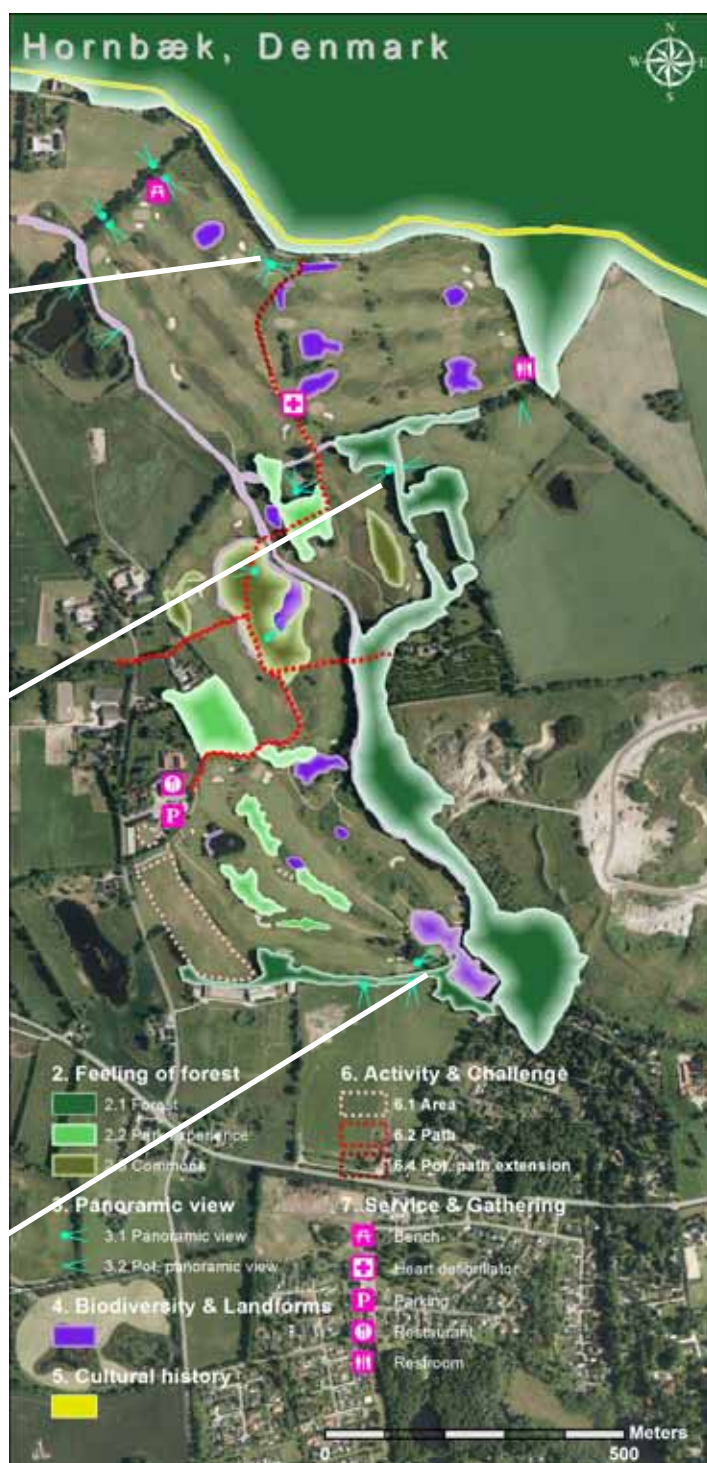 Hornbæk, Denmark
N
W E
S
P
2. Feeling of forest
2.1 Forest
2.2 Park experience
2.3 Commons
3. Panoramic view
3.1 Panoramic view
3.2 Pot. panoramic view
4. Biodiversity & Landforms
5. Cultural history
6. Activity & Challenge
6.1 Area
6.2 Path
6.4 Pot. path extension
7. Service & Gathering
Bench
Heart defibrillator
P Parking
Restaurant
Restroom
Meters
0 500